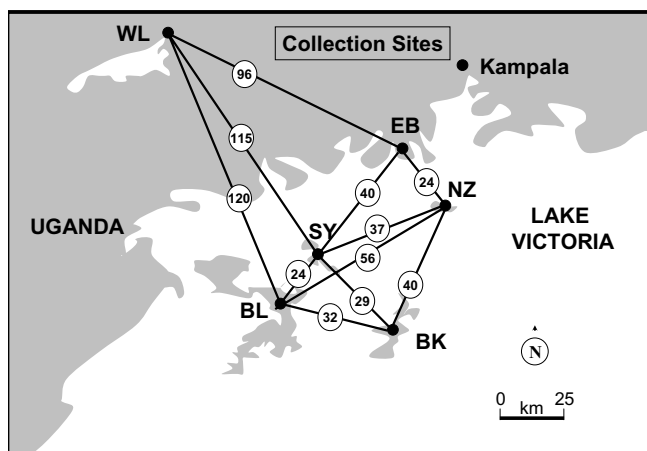 WL
Collection Sites
Kampala
96
115
120
EB
40
24
NZ
UGANDA
LAKE
VICTORIA
SY
37
56
24
BL
29
40
32
BK
N
0 25
km